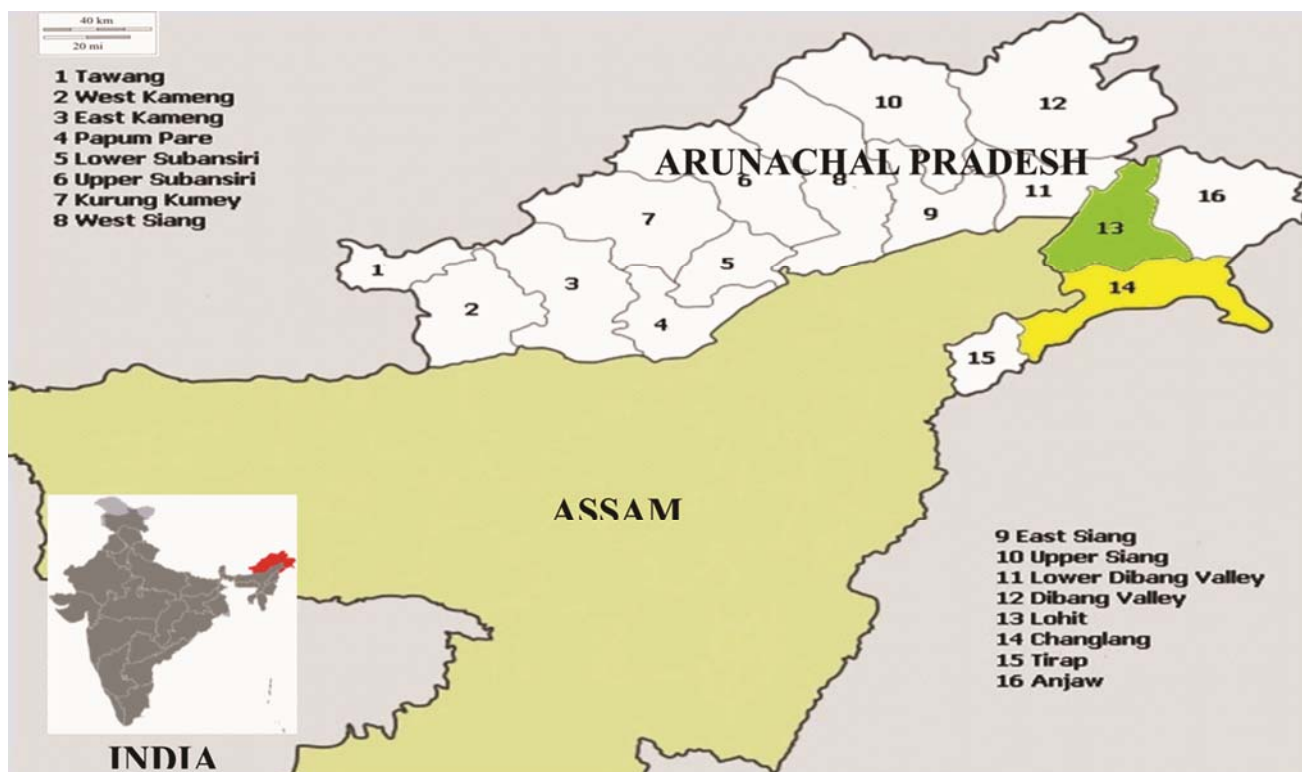 40 km
20 mi
1 Tawang
2 West Kameng
3 East Kameng
4 Papum Pare
5 Lower Subansiri
6 Upper Subansiri
7 Kurung Kumey
8 West Siang
10
12
ARUNACHAL PRADESH
6
8
11
16
7
9
13
5
1
14
3
2
4
15
ASSAM
9 East Siang
10 Upper Siang
11 Lower Dibang Valley
12 Dibang Valley
13 Lohit
14 Changlang
15 Tirap
16 Anjaw
INDIA